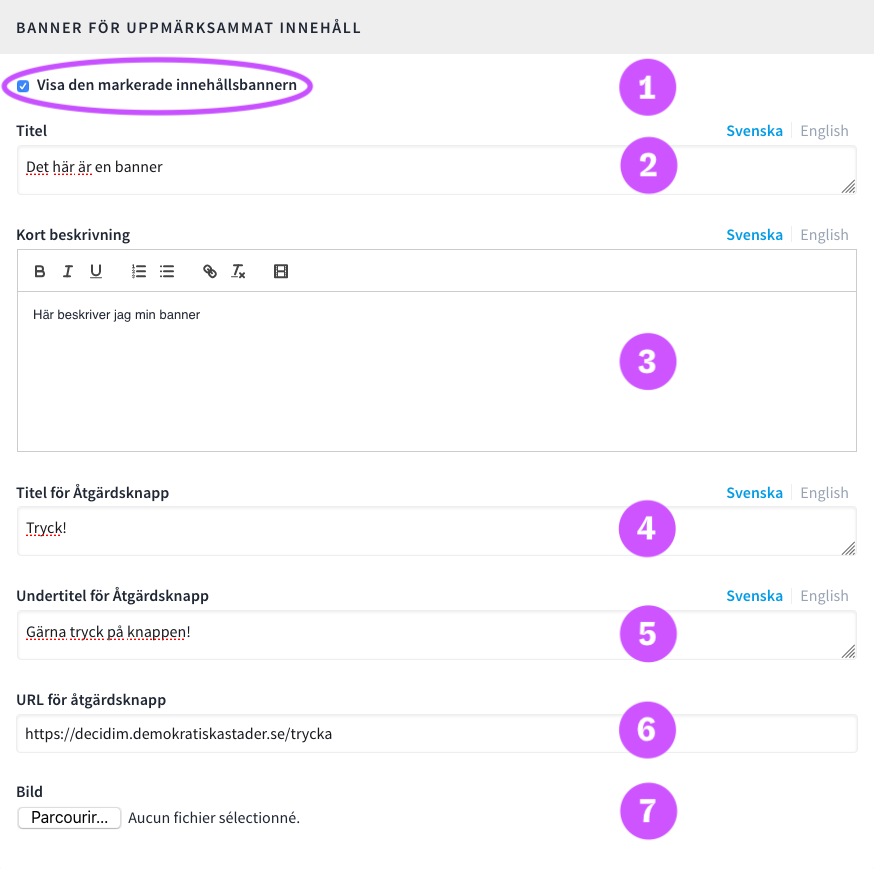 BANNER FÖR UPPMÄRKSAMMAT INNEHÅLL
Visa den markerade innehållsbannern 1
Titel Svenska English
Det här är en banner 2
Kort beskrivning Svenska English
B I U
Här beskriver jag min banner
3
Titel för Åtgärdsknapp Svenska English
Tryck! 4
Undertitel för Åtgärdsknapp Svenska English
Gärna tryck på knappen! 5
URL för åtgärdsknapp
https://decidim.demokratiskastader.se/trycka 6
Bild
Parcourir... Aucun fichier sélectionné. 7